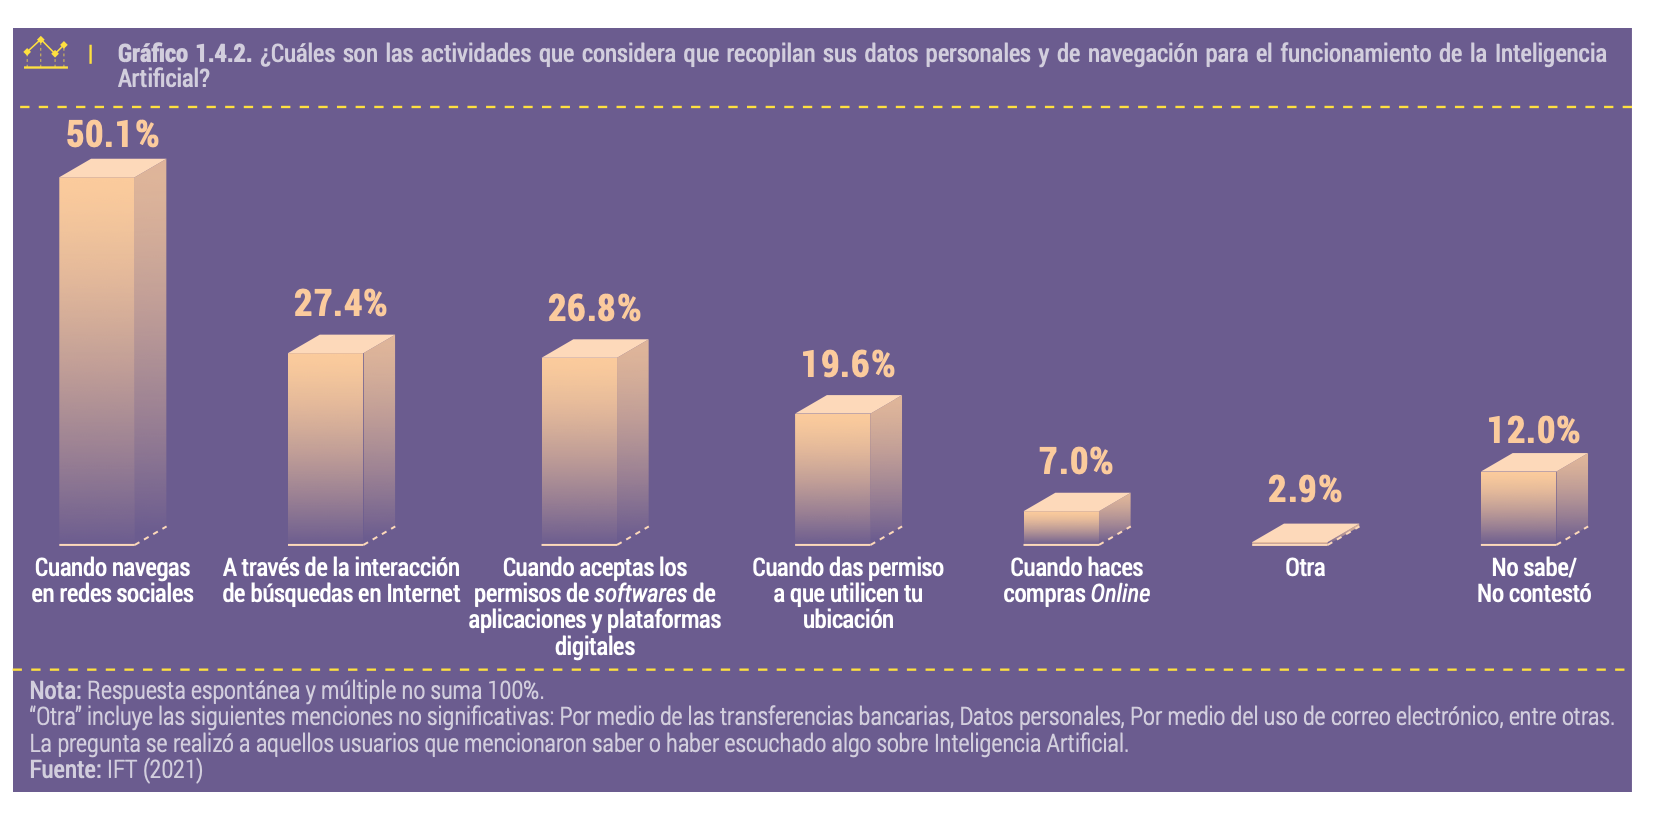 Gráfico 1.4.2. ¿Cuáles son las actividades que considera que recopilan sus datos personales y de navegación para el funcionamiento de la Inteligencia
Artificial?
50.1%
27.4%
26.8%
19.6%
7.0%
2.9%
12.0%
Cuando navegas
en redes sociales
A través de la interacción
de búsquedas en Internet
Cuando aceptas los
permisos de softwares de
aplicaciones y plataformas
digitales
Cuando das permiso
a que utilicen tu
ubicación
Cuando haces
compras Online
Otra
No sabe/
No contestó
Nota: Respuesta espontánea y múltiple no suma 100%.
“Otra” incluye las siguientes menciones no significativas: Por medio de las transferencias bancarias, Datos personales, Por medio del uso de correo electrónico, entre otras.
La pregunta se realizó a aquellos usuarios que mencionaron saber o haber escuchado algo sobre Inteligencia Artificial.
Fuente: IFT (2021)